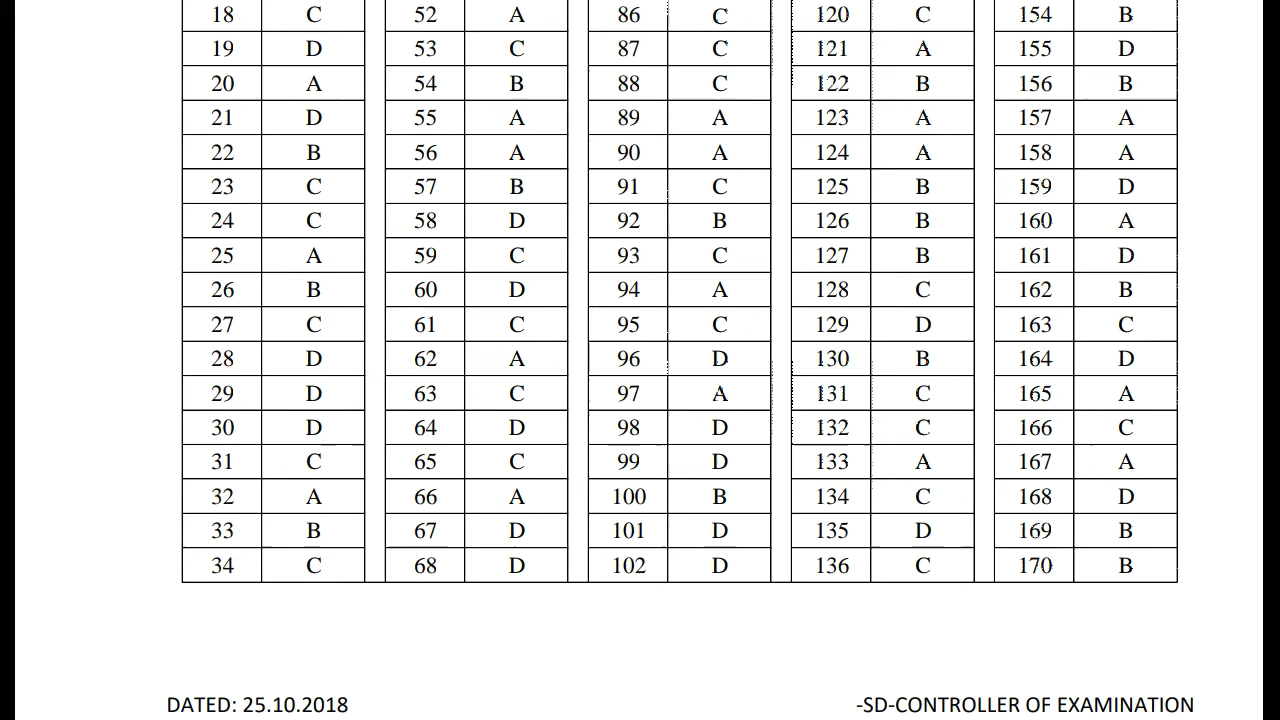 18 C 52 A 86 C 120 C 154 B
19 D 53 C 87 C 121 A 155 D
20 A 54 B 88 C 122 B 156 B
21 D 55 A 89 A 123 A 157 A
22 B 56 A 90 A 124 A 158 A
23 C 57 B 91 C 125 B 159 D
24 C 58 D 92 B 126 B 160 A
25 A 59 C 93 C 127 B 161 D
26 B 60 D 94 A 128 C 162 B
27 C 61 C 95 C 129 D 163 C
28 D 62 A 96 D 130 B 164 D
29 D 63 C 97 A 131 C 165 A
30 D 64 D 98 D 132 C 166 C
31 C 65 C 99 D 133 A 167 A
32 A 66 A 100 B 134 C 168 D
33 B 67 D 101 D 135 D 169 B
34 C 68 D 102 D 136 C 170 B
DATED: 25.10.2018 -SD-CONTROLLER OF EXAMINATION